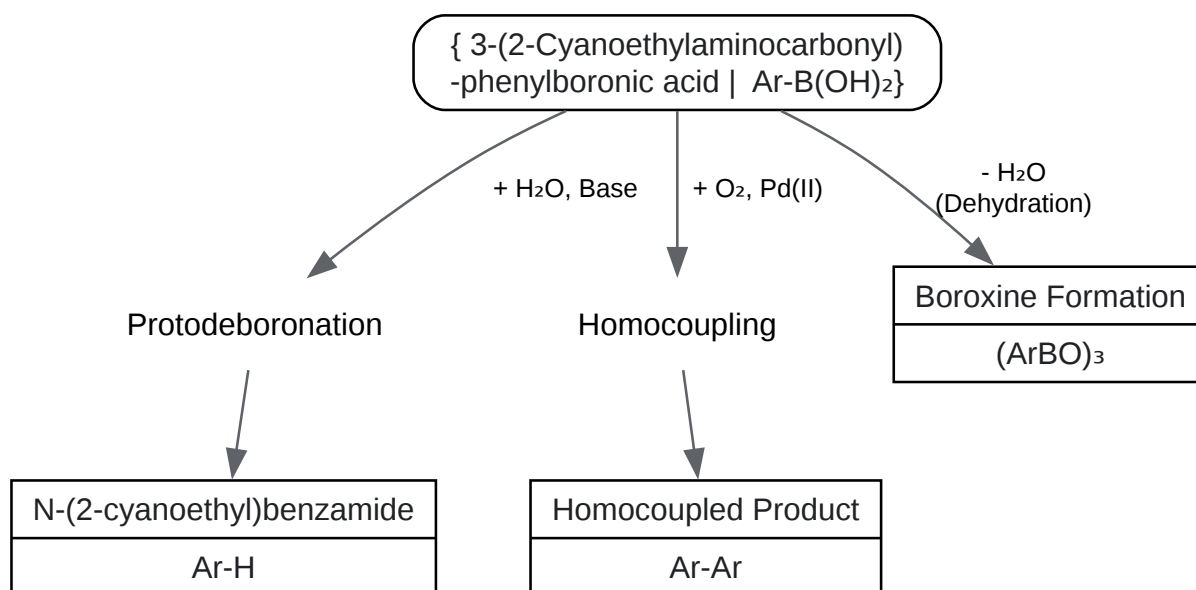 { 3-(2-Cyanoethylaminocarbonyl)
-phenylboronic acid | Ar-B(OH)₂}
+ H₂O, Base
+ O₂, Pd(II)
- H₂O
(Dehydration)
Protodeboronation
Homocoupling
Boroxine Formation
(ArBO)₃
N-(2-cyanoethyl)benzamide
Ar-H
Homocoupled Product
Ar-Ar